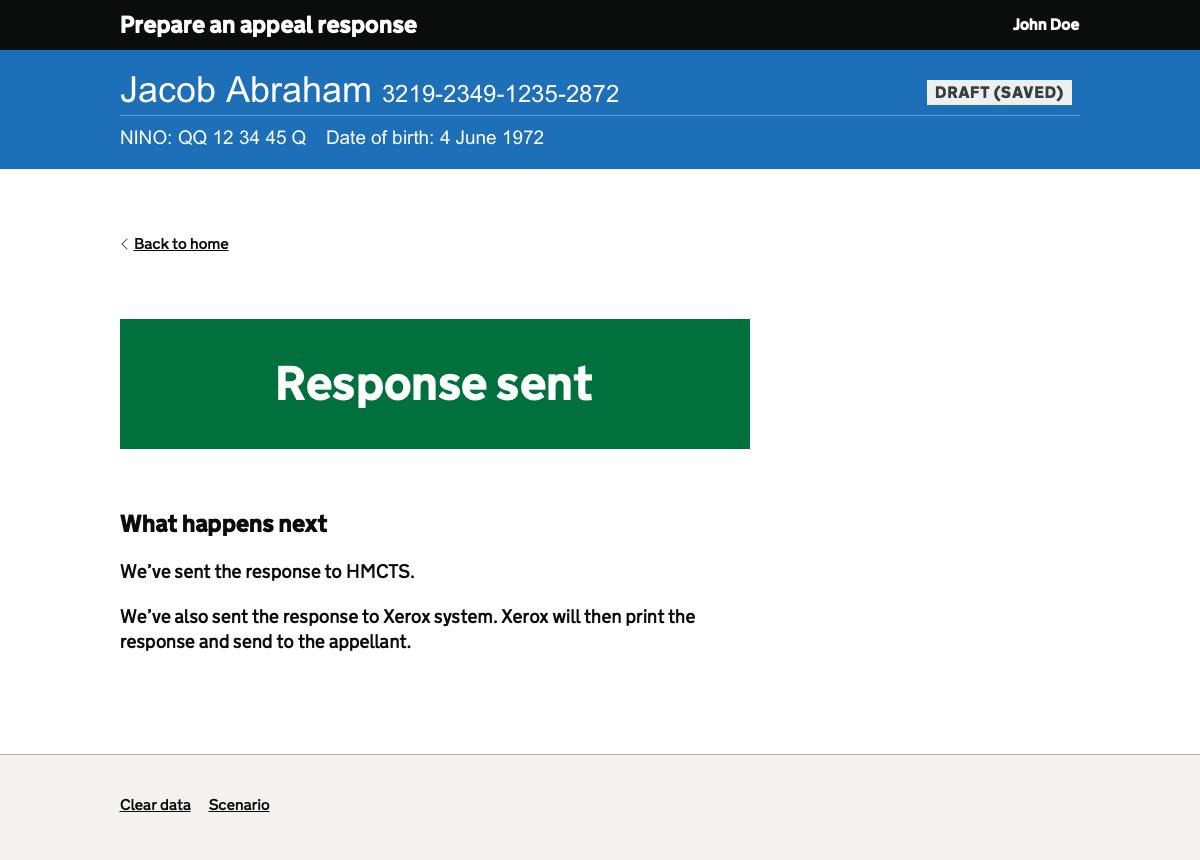 Prepare an appeal response
John Doe
Jacob Abraham 3219-2349-1235-2872
DRAFT (SAVED)
NINO: QQ 12 34 45 Q Date of birth: 4 June 1972
Back to home
Response sent
What happens next
We’ve sent the response to HMCTS.
We’ve also sent the response to Xerox system. Xerox will then print the
response and send to the appellant.
Clear data Scenario